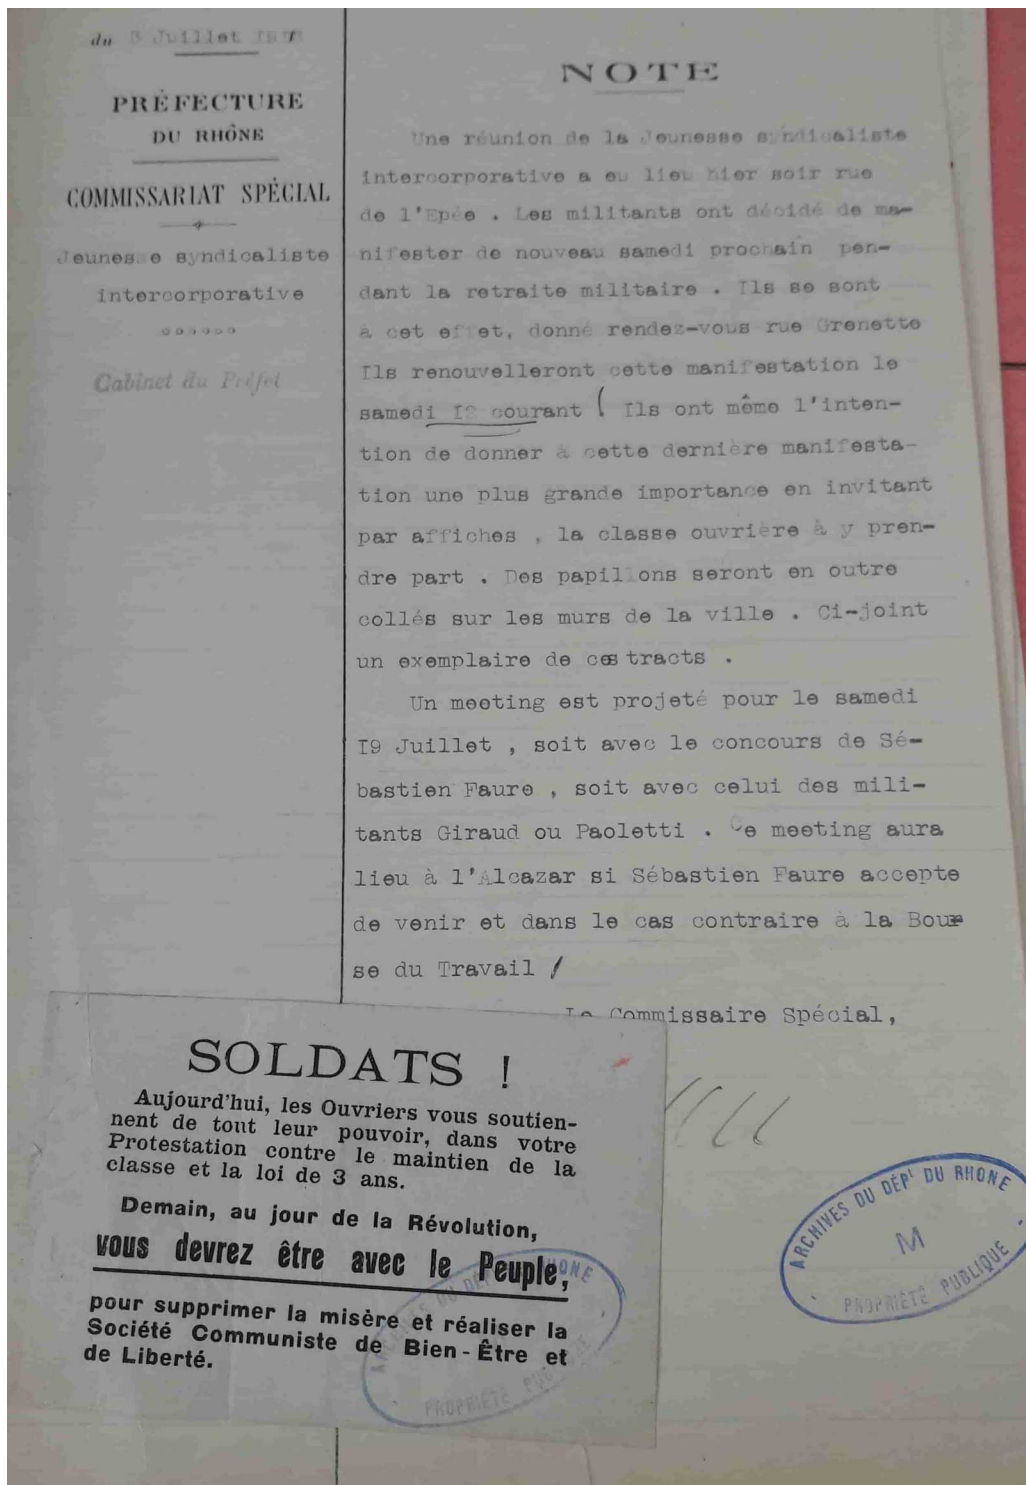 du 3 Juillet
PRÉFECTURE
DU RHÔNE
COMMISSARIAT SPÉCIAL
Jeunesse syndicaliste
intercorporative
Cabinet du Préfet
NOTE
Une réunion de la Jeunesse syndicaliste
intercorporative a eu lieu hier soir rue
de l'Epée . Les militants ont décidé de ma-
nifester de nouveau samedi prochain pen-
dant la retraite militaire . Ils se sont
à cet effet, donné rendez-vous rue Grenette
Ils renouvelleront cette manifestation le
samedi I2 courant ! Ils ont même l'inten-
tion de donner à cette dernière manifesta-
tion une plus grande importance en invitant
par affiches , la classe ouvrière à y pren-
dre part . Des papillons seront en outre
collés sur les murs de la ville . Ci-joint
un exemplaire de ces tracts .
Un meeting est projeté pour le samedi
I9 Juillet , soit avec le concours de Sé-
bastien Faure , soit avec celui des mili-
tants Giraud ou Paoletti . Ce meeting aura
lieu à l'Alcazar si Sébastien Faure accepte
de venir et dans le cas contraire à la Bour
se du Travail /
Le Commissaire Spécial,
SOLDATS !
Aujourd'hui, les Ouvriers vous soutien-
nent de tout leur pouvoir, dans votre
Protestation contre le maintien de la
classe et la loi de 3 ans.
Demain, au jour de la Révolution,
vous devrez être avec le Peuple,
pour supprimer la misère et réaliser la
Société Communiste de Bien-Être et
de Liberté.
ARCHIVES DU DÉPT DU RHONE
PROPRIÉTÉ PUBLIQUE
ARCHIVES DU DÉPT DU RHONE
M
PROPRIÉTÉ PUBLIQUE